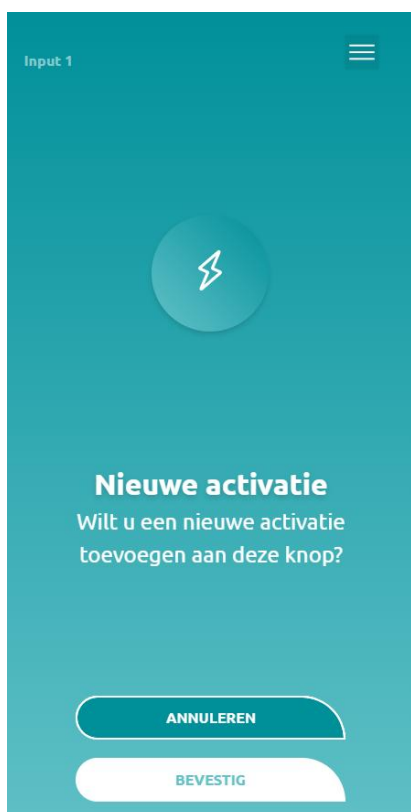 Input 1
Nieuwe activatie
Wilt u een nieuwe activatie
toevoegen aan deze knop?
ANNULEREN
BEVESTIG